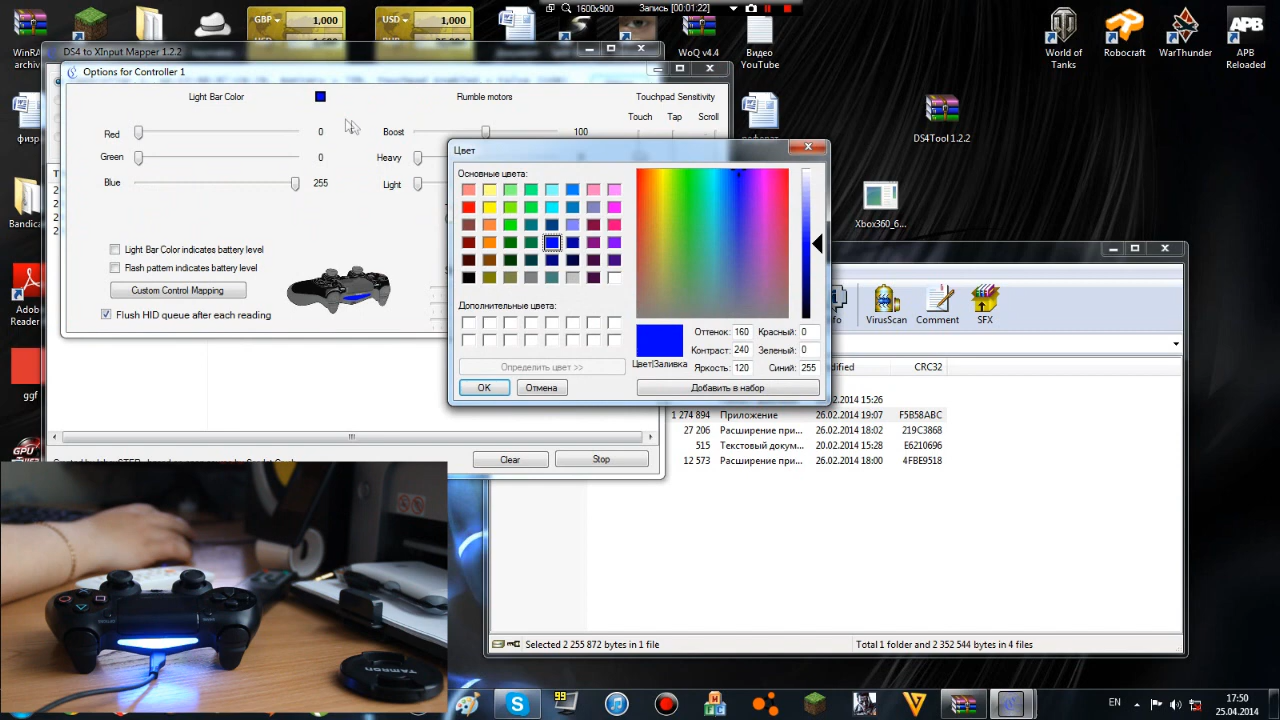 1600x900
Запись [00:01:22]
GBP
1,000
USD
1,000
WinRA
archiv
WoQ v4.4
Видео
YouTube
World of
Tanks
Robocraft
WarThunder
APB
Reloaded
DS4 to XInput Mapper 1.2.2
Options for Controller 1
Light Bar Color
Rumble motors
Touchpad Sensitivity
Touch
Tap
Scroll
Red
0
Boost
100
Green
0
Heavy
Blue
255
Light
физр
DS4Tool 1.2.2
Xbox360_6...
Bandica
Adob
Reader
ggf
Light Bar Color indicates battery level
Flash pattern indicates battery level
Custom Control Mapping
Flush HID queue after each reading
Цвет
Основные цвета:
Дополнительные цвета:
Определить цвет >>
OK
Отмена
Цвет|Заливка
Оттенок: 160
Красный: 0
Контраст: 240
Зеленый: 0
Яркость: 120
Синий: 255
Добавить в набор
VirusScan
Comment
SFX
CRC32
26.02.2014 19:07
F5B58ABC
1 274 894
Приложение
27 206
Расширение при...
26.02.2014 18:02
219C3868
515
Текстовый докум...
20.02.2014 15:28
E6210696
12 573
Расширение при...
26.02.2014 18:00
4FBE9518
Clear
Stop
Selected 2 255 872 bytes in 1 file
Total 1 folder and 2 352 544 bytes in 4 files
TAMRON
99
EN
17:50
25.04.2014